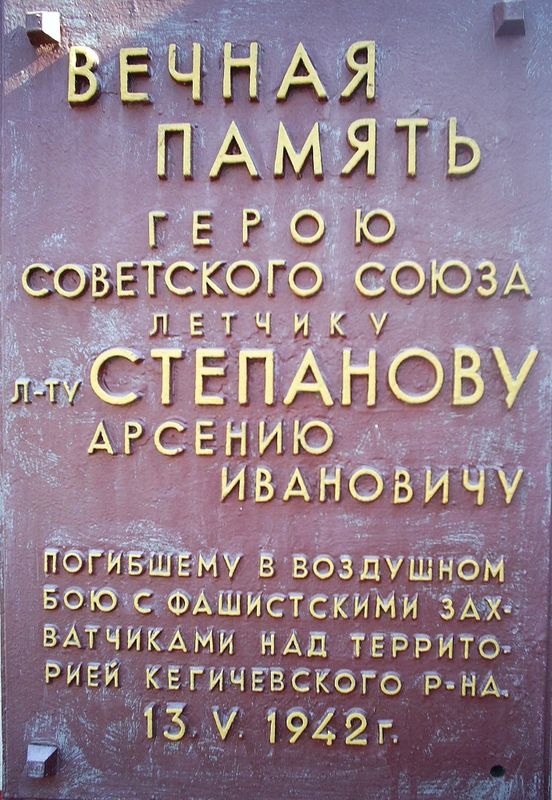 ВЕЧНАЯ
ПАМЯТЬ
ГЕРОЮ
СОВЕТСКОГО СОЮЗА
ЛЕТЧИКУ
Л-ТУ СТЕПАНОВУ
АРСЕНИЮ
ИВАНОВИЧУ
ПОГИБШЕМУ В ВОЗДУШНОМ
БОЮ С ФАШИСТСКИМИ ЗАХ-
ВАТЧИКАМИ НАД ТЕРРИТО-
РИЕЙ КЕГИЧЕВСКОГО Р-НА.
13. V. 1942 г.